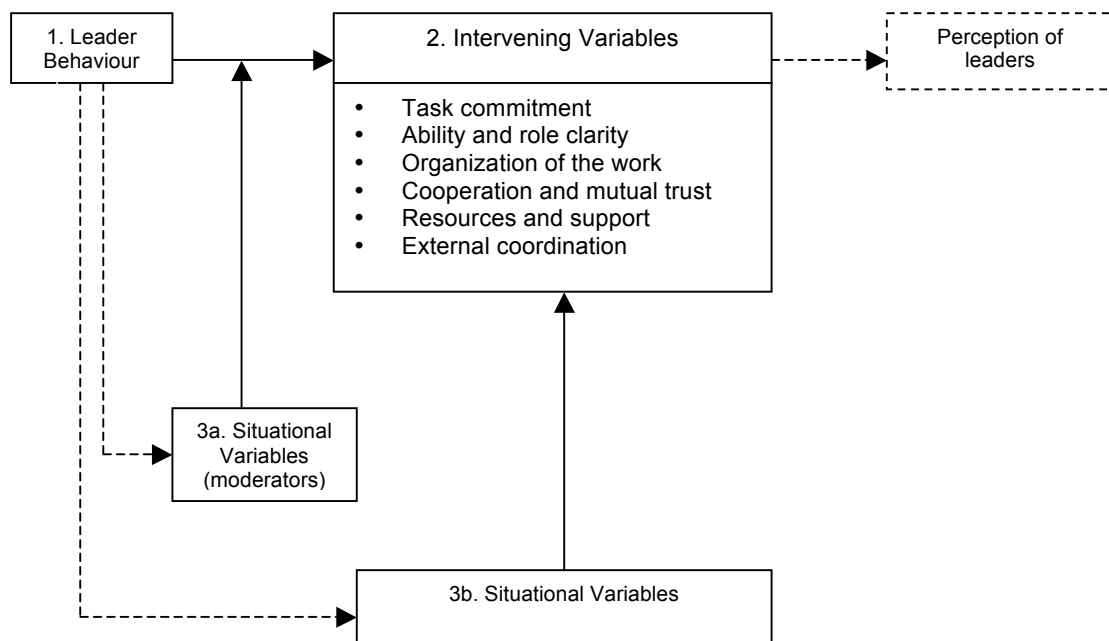 1. Leader
Behaviour
2. Intervening Variables
Perception of
leaders
• Task commitment
• Ability and role clarity
• Organization of the work
• Cooperation and mutual trust
• Resources and support
• External coordination
3a. Situational
Variables
(moderators)
3b. Situational Variables